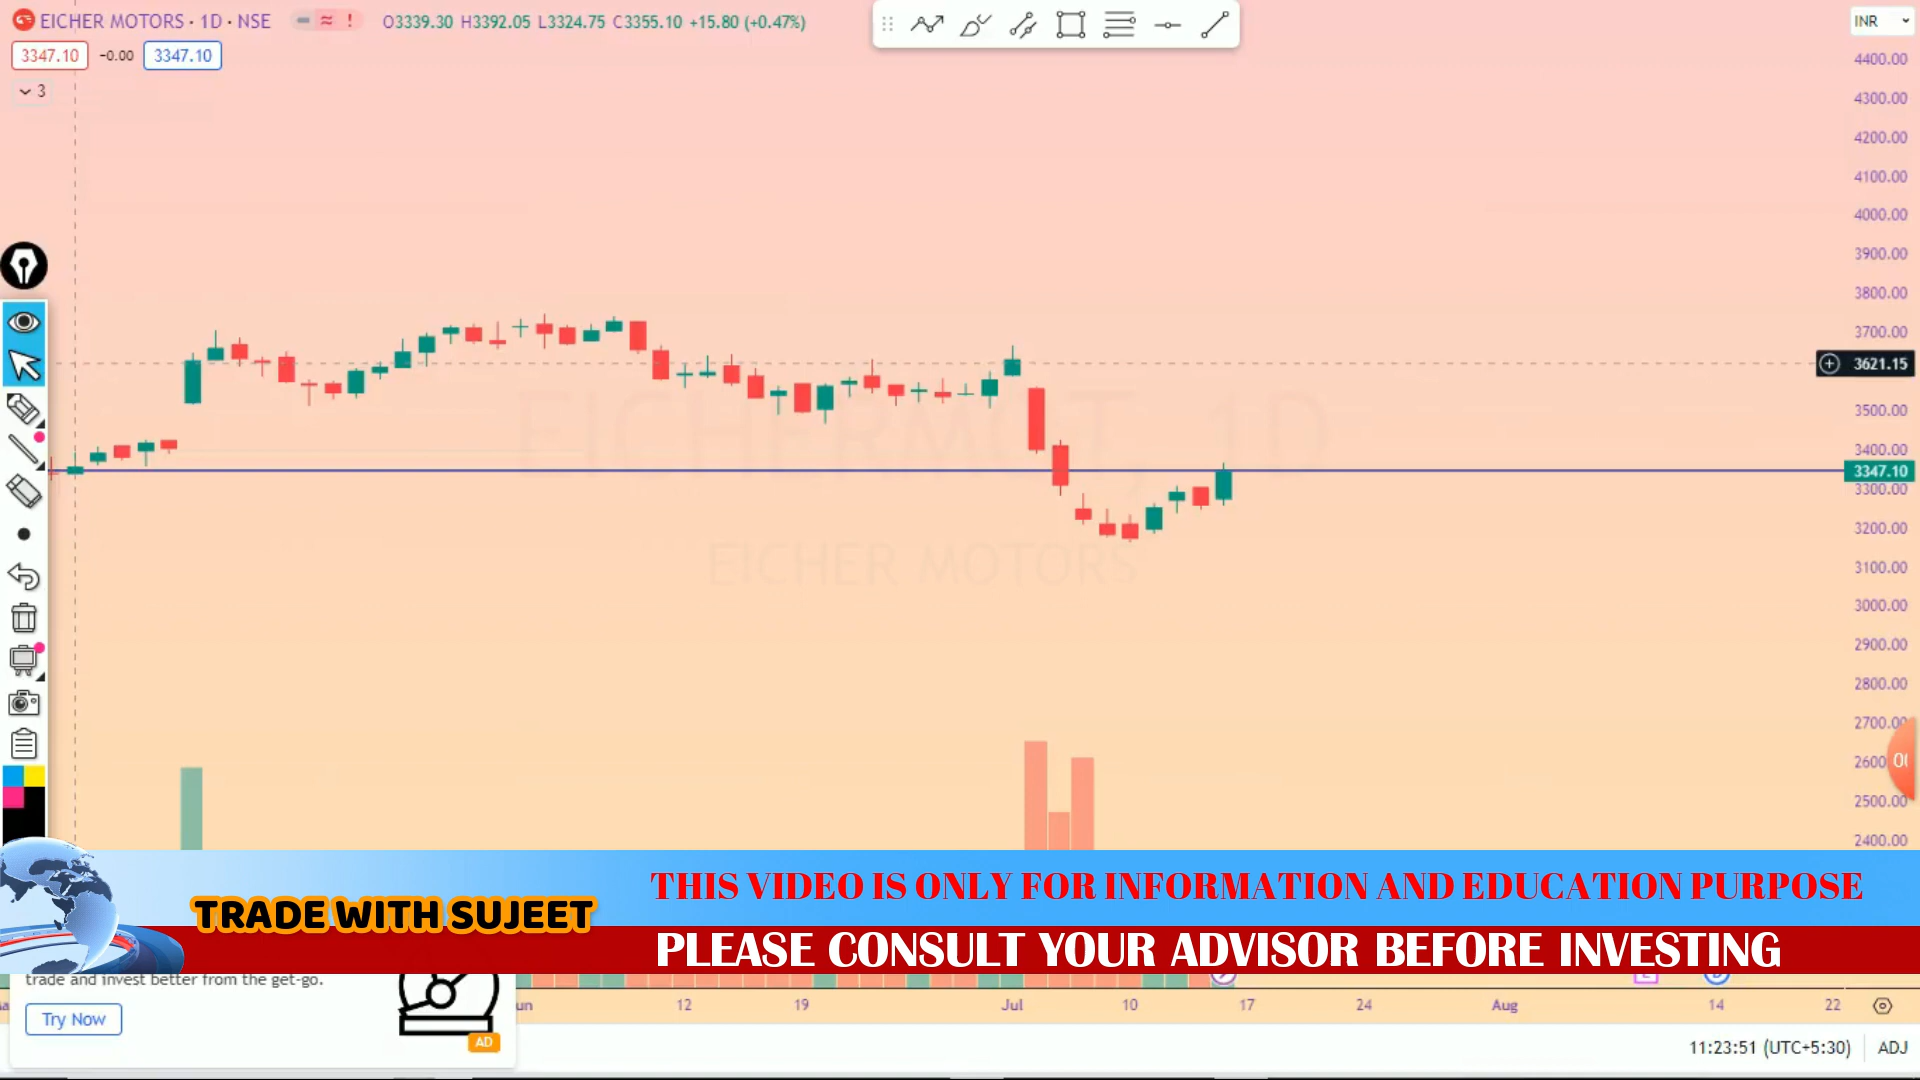 EICHER MOTORS · 1D · NSE
O3339.30 H3392.05 L3324.75 C3355.10 +15.80 (+0.47%)
INR
3347.10 −0.00 3347.10
3
4400.00
4300.00
4200.00
4100.00
4000.00
3900.00
3800.00
3700.00
3621.15
3500.00
3400.00
3347.10
3300.00
3200.00
3100.00
3000.00
2900.00
2800.00
2700.00
2600
2500.00
2400.00
EICHERMOT, 1D
EICHER MOTORS
THIS VIDEO IS ONLY FOR INFORMATION AND EDUCATION PURPOSE
TRADE WITH SUJEET
PLEASE CONSULT YOUR ADVISOR BEFORE INVESTING
trade and invest better from the get-go.
Try Now
AD
12 19 Jul 10 17 24 Aug 14 22
11:23:51 (UTC+5:30) ADJ